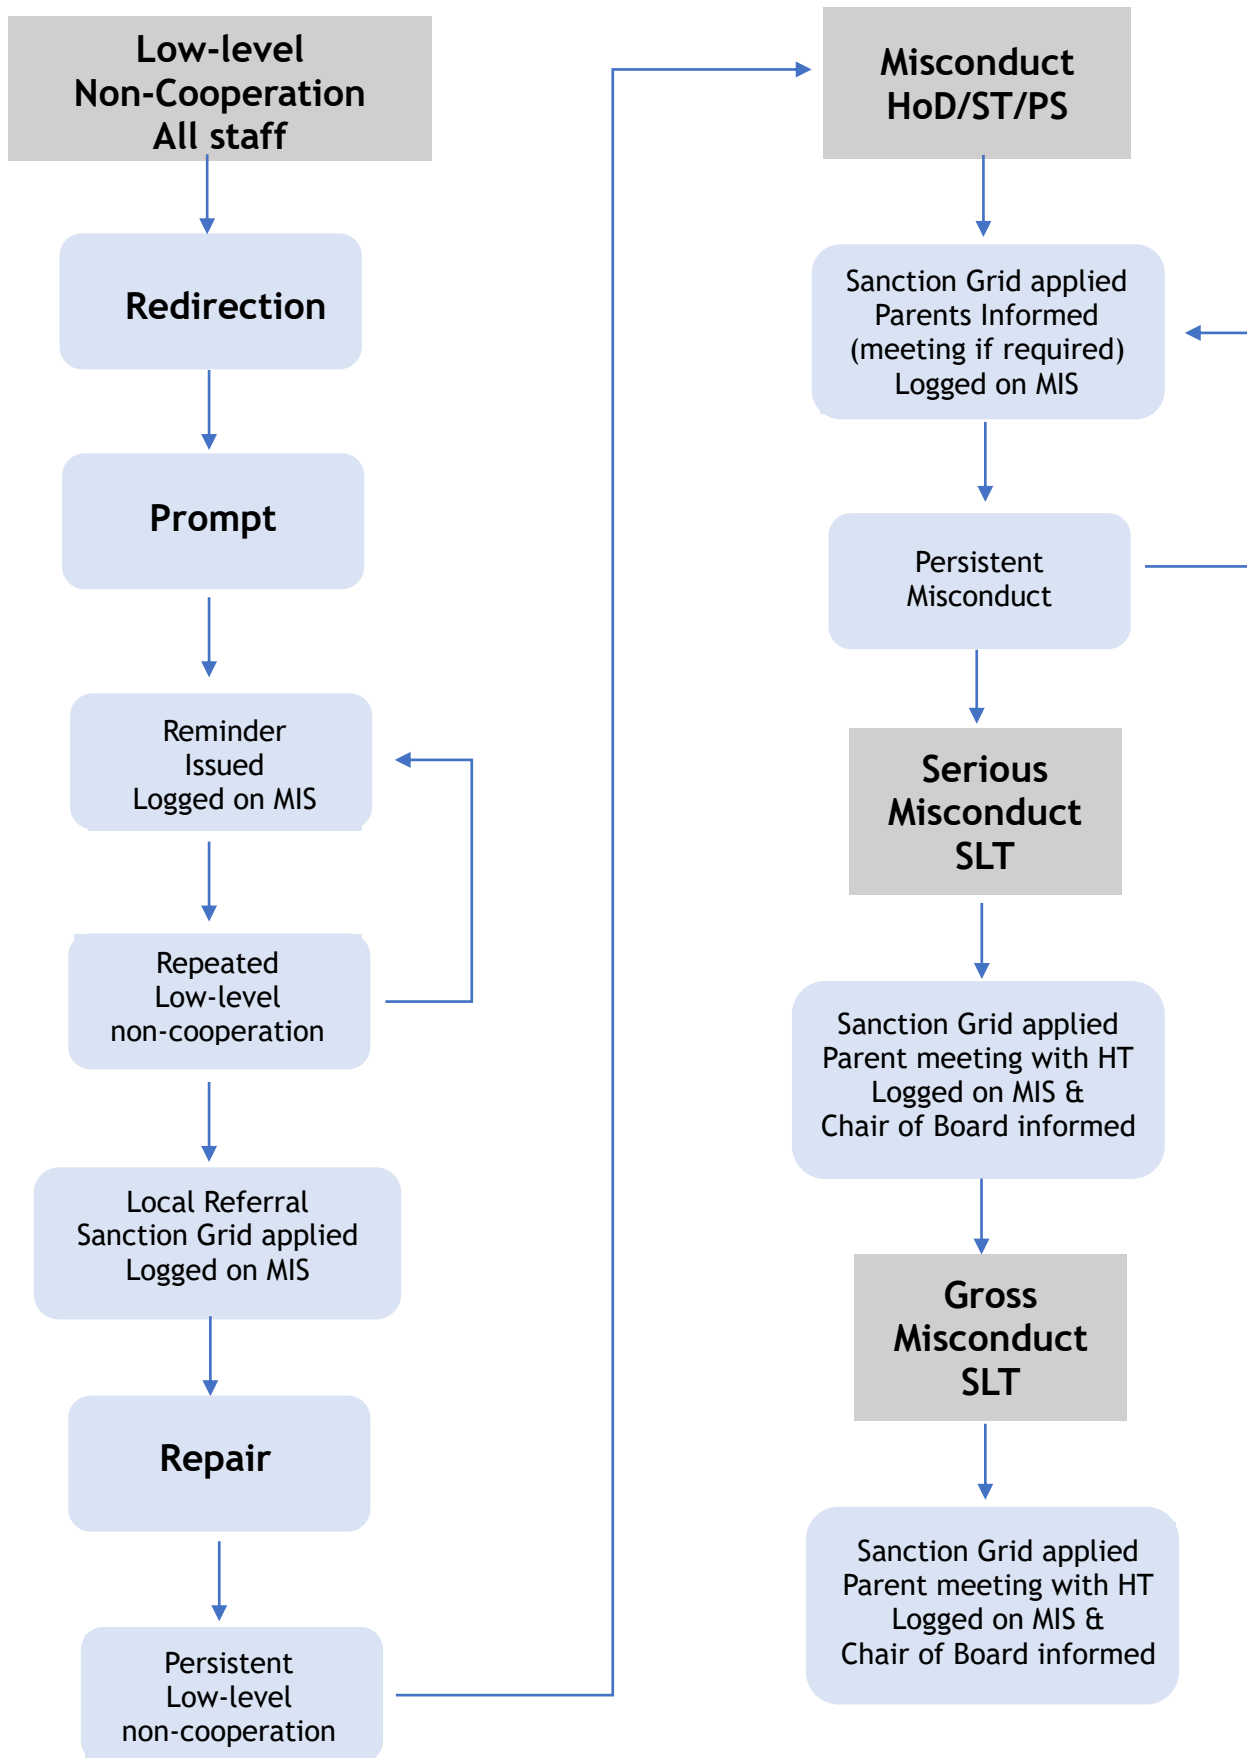 Low-level
Non-Cooperation
All staff
Redirection
Prompt
Reminder
Issued
Logged on MIS
Repeated
Low-level
non-cooperation
Local Referral
Sanction Grid applied
Logged on MIS
Repair
Persistent
Low-level
non-cooperation
Misconduct
HoD/ST/PS
Sanction Grid applied
Parents Informed
(meeting if required)
Logged on MIS
Persistent
Misconduct
Serious
Misconduct
SLT
Sanction Grid applied
Parent meeting with HT
Logged on MIS &
Chair of Board informed
Gross
Misconduct
SLT
Sanction Grid applied
Parent meeting with HT
Logged on MIS &
Chair of Board informed